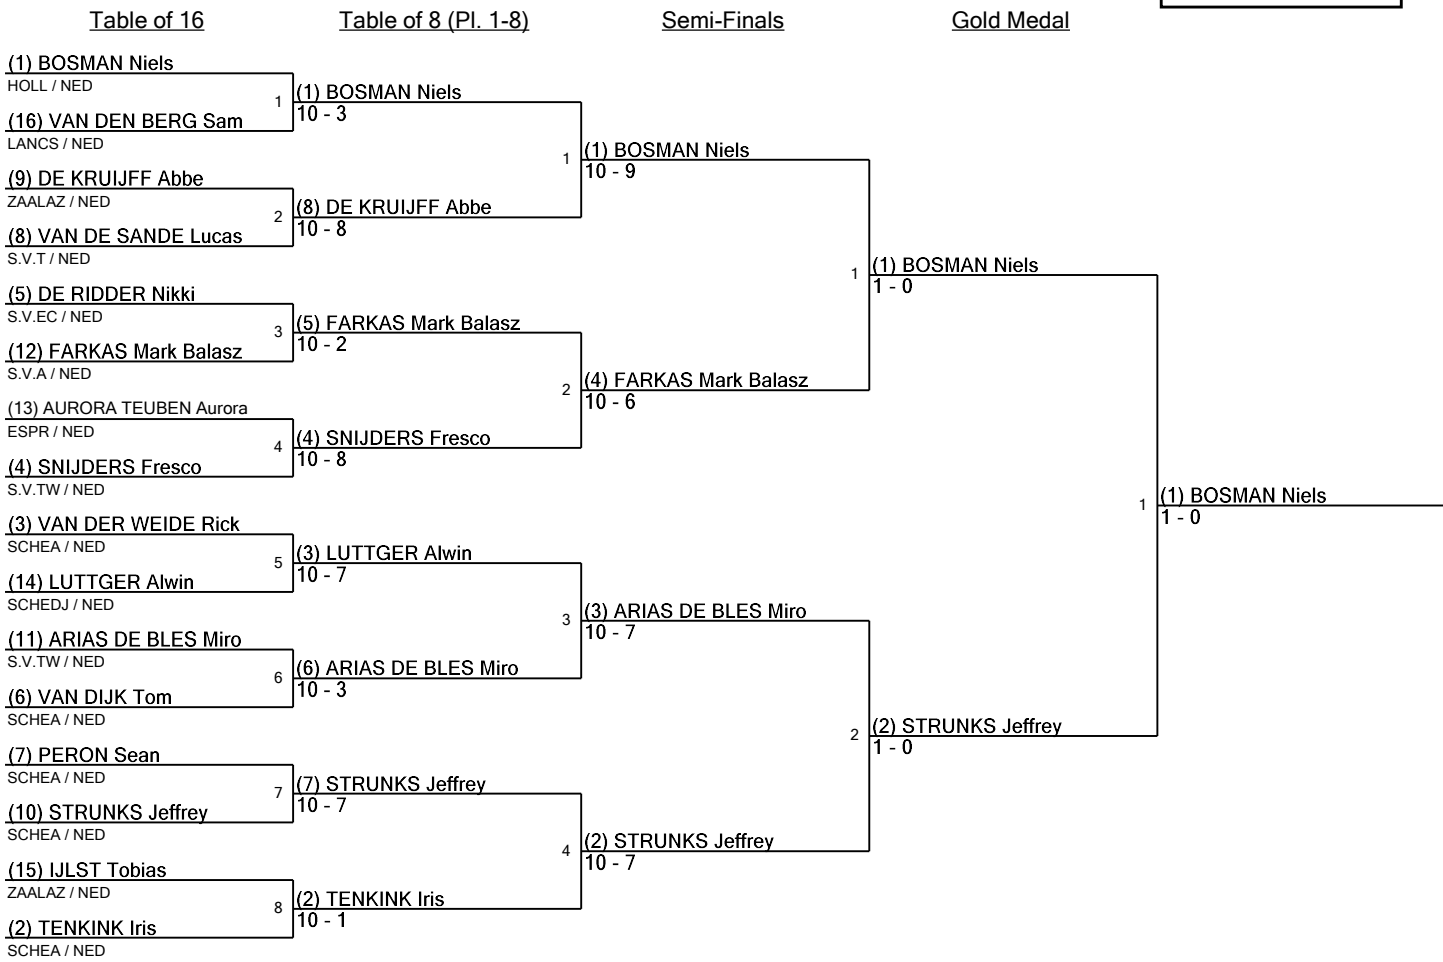 Table of 16
Table of 8 (Pl. 1-8)
Semi-Finals
Gold Medal
(1) BOSMAN Niels
HOLL / NED
1
(1) BOSMAN Niels
10 - 3
(16) VAN DEN BERG Sam
LANCS / NED
1
(1) BOSMAN Niels
10 - 9
(9) DE KRUIJFF Abbe
ZAALAZ / NED
2
(8) DE KRUIJFF Abbe
10 - 8
(8) VAN DE SANDE Lucas
S.V.T / NED
1
(1) BOSMAN Niels
1 - 0
(5) DE RIDDER Nikki
S.V.EC / NED
3
(5) FARKAS Mark Balasz
10 - 2
(12) FARKAS Mark Balasz
S.V.A / NED
2
(4) FARKAS Mark Balasz
10 - 6
(13) AURORA TEUBEN Aurora
ESPR / NED
4
(4) SNIJDERS Fresco
10 - 8
(4) SNIJDERS Fresco
S.V.TW / NED
1
(1) BOSMAN Niels
1 - 0
(3) VAN DER WEIDE Rick
SCHEA / NED
5
(3) LUTTGER Alwin
10 - 7
(14) LUTTGER Alwin
SCHEDJ / NED
3
(3) ARIAS DE BLES Miro
10 - 7
(11) ARIAS DE BLES Miro
S.V.TW / NED
6
(6) ARIAS DE BLES Miro
10 - 3
(6) VAN DIJK Tom
SCHEA / NED
2
(2) STRUNKS Jeffrey
1 - 0
(7) PERON Sean
SCHEA / NED
7
(7) STRUNKS Jeffrey
10 - 7
(10) STRUNKS Jeffrey
SCHEA / NED
4
(2) STRUNKS Jeffrey
10 - 7
(15) IJLST Tobias
ZAALAZ / NED
8
(2) TENKINK Iris
10 - 1
(2) TENKINK Iris
SCHEA / NED